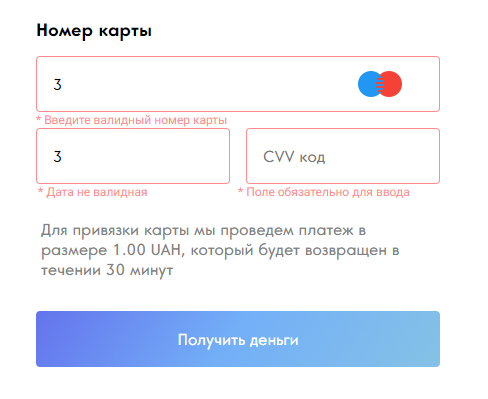 Номер карты
3
* Введите валидный номер карты
3
CVV код
* Дата не валидная
* Поле обязательно для ввода
Для привязки карты мы проведем платеж в
размере 1.00 UAH, который будет возвращен в
течении 30 минут
Получить деньги